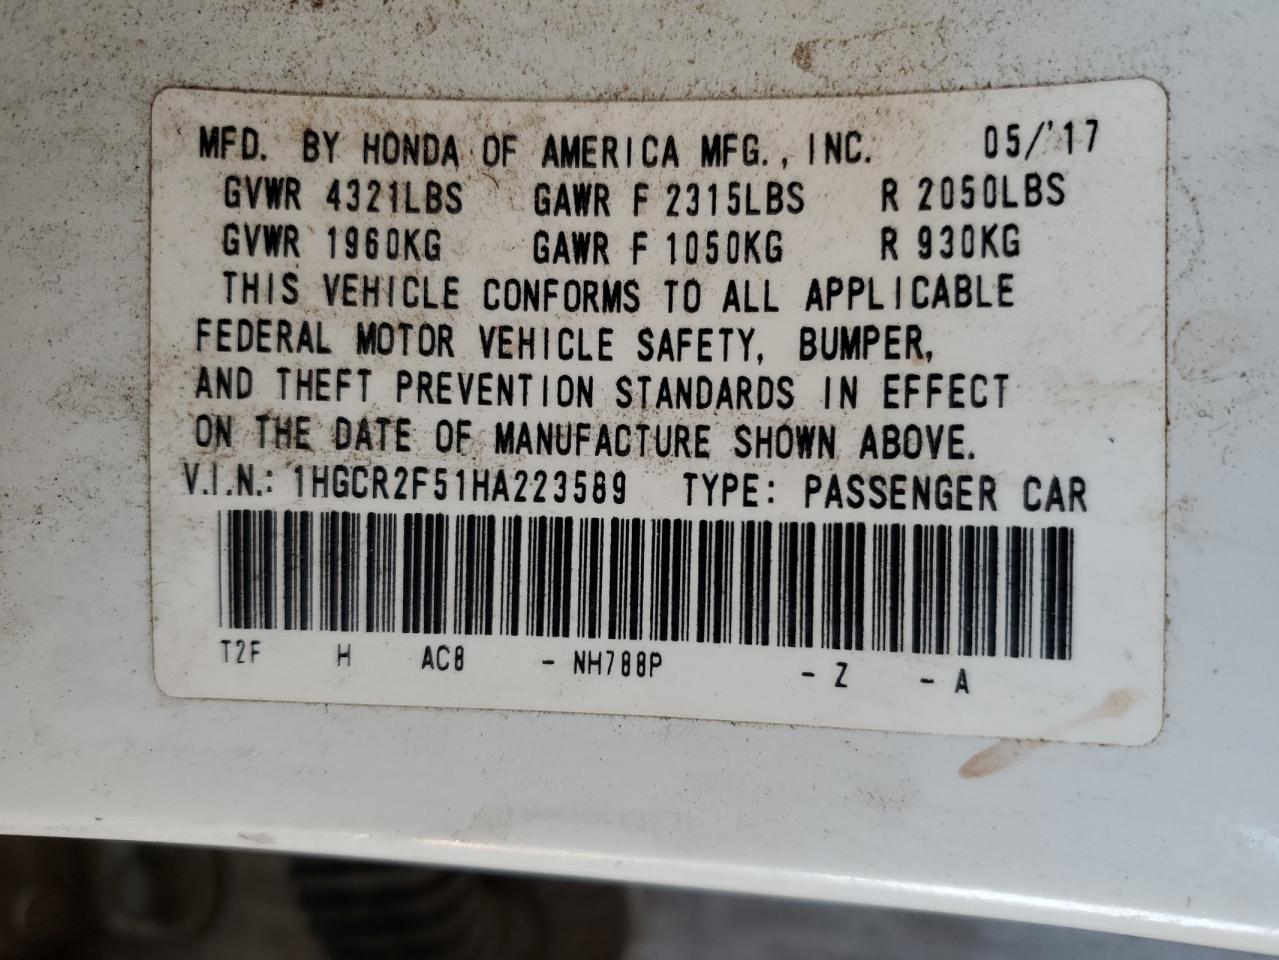 MFD. BY HONDA OF AMERICA MFG., INC. 05/'17
GVWR 4321LBS GAWR F 2315LBS R 2050LBS
GVWR 1960KG GAWR F 1050KG R 930KG
THIS VEHICLE CONFORMS TO ALL APPLICABLE
FEDERAL MOTOR VEHICLE SAFETY, BUMPER,
AND THEFT PREVENTION STANDARDS IN EFFECT
ON THE DATE OF MANUFACTURE SHOWN ABOVE.
V.I.N.: 1HGCR2F51HA223589 TYPE: PASSENGER CAR
T2F H AC8 - NH788P - Z - A